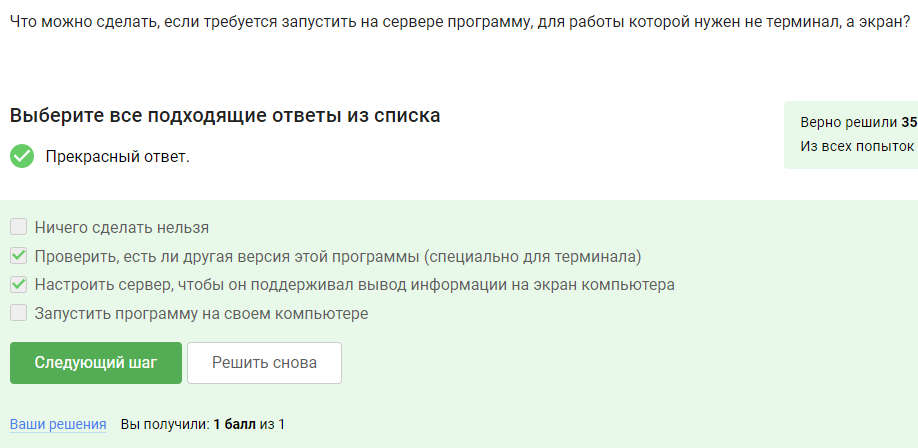 Что можно сделать, если требуется запустить на сервере программу, для работы которой нужен не терминал, а экран?
Выберите все подходящие ответы из списка
Прекрасный ответ.
Верно решили 35
Из всех попыток
Ничего сделать нельзя
Проверить, есть ли другая версия этой программы (специально для терминала)
Настроить сервер, чтобы он поддерживал вывод информации на экран компьютера
Запустить программу на своем компьютере
Следующий шаг
Решить снова
Ваши решения Вы получили: 1 балл из 1